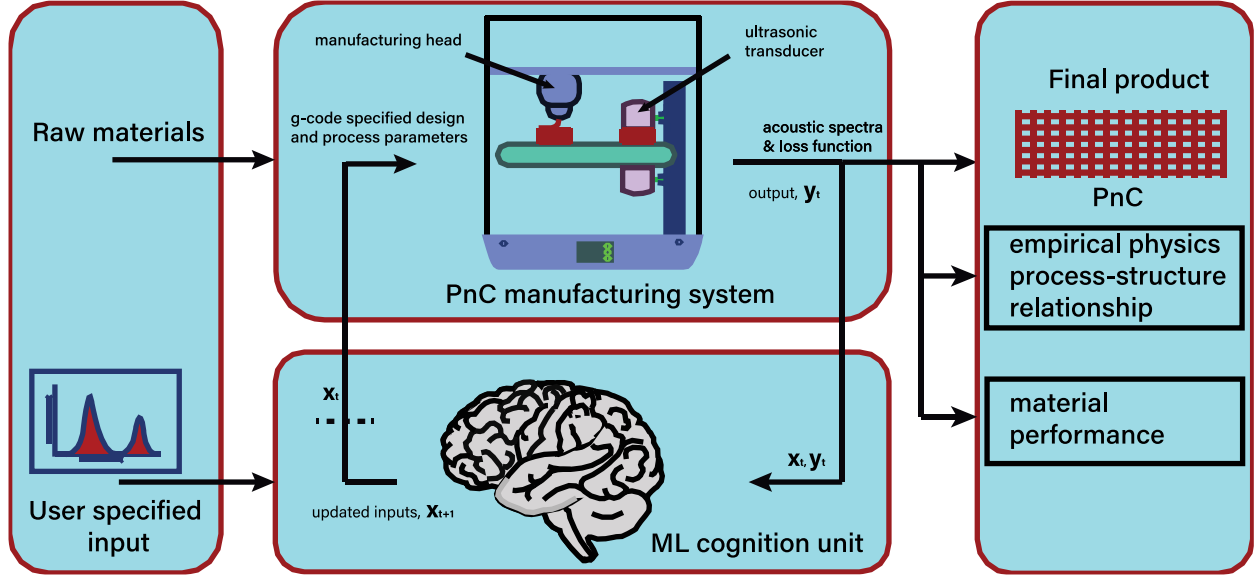 Raw materials
User specified
input
manufacturing head
ultrasonic
transducer
g-code specified design
and process parameters
acoustic spectra
& loss function
output, yₜ
PnC manufacturing system
xₜ
updated inputs, xₜ₊₁
xₜ, yₜ
ML cognition unit
Final product
PnC
empirical physics
process-structure
relationship
material
performance